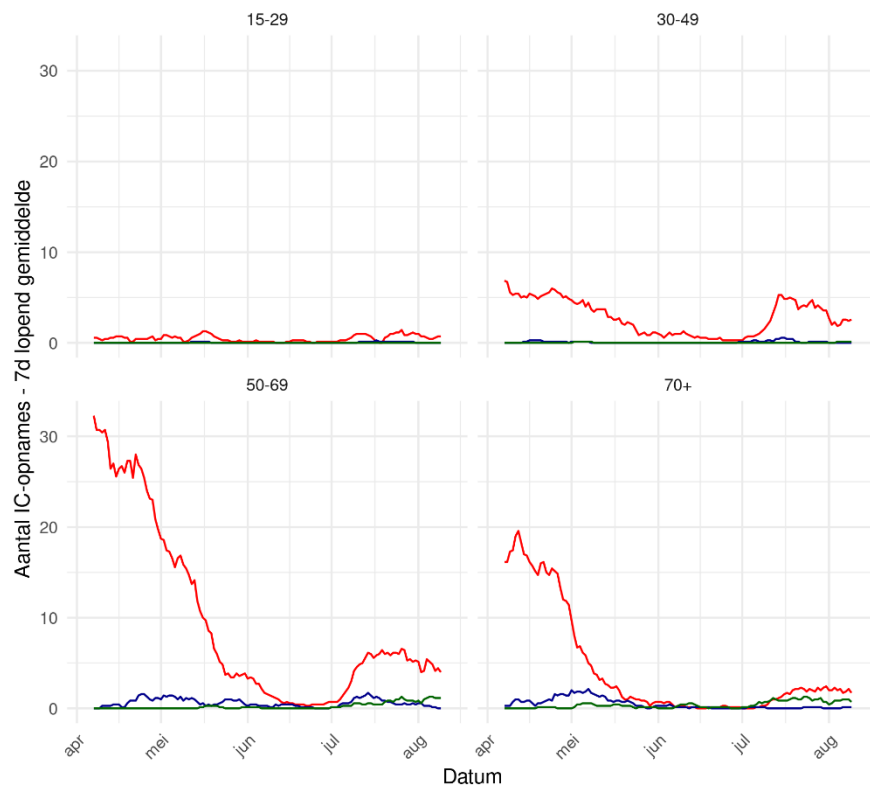 15-29
30-49
30
20
10
0
50-69
70+
30
20
10
0
apr
mei
jun
jul
aug
apr
mei
jun
jul
aug
Datum
Aantal IC-opnames - 7d lopend gemiddelde